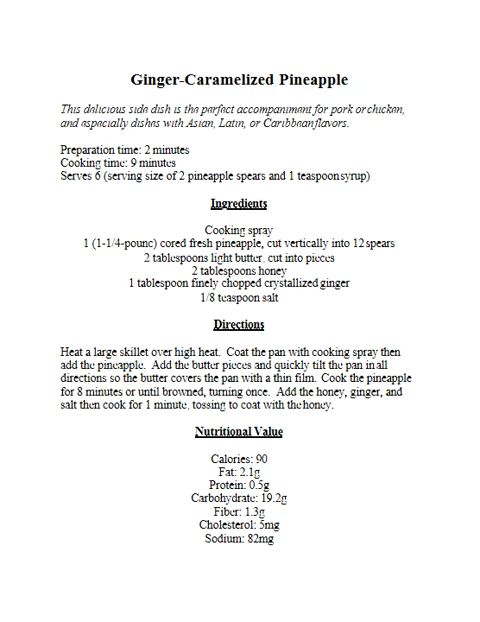 Ginger-Caramelized Pineapple
This delicious side dish is the perfect accompaniment for pork or chicken,
and especially dishes with Asian, Latin, or Caribbean flavors.
Preparation time: 2 minutes
Cooking time: 9 minutes
Serves 6 (serving size of 2 pineapple spears and 1 teaspoon syrup)
Ingredients
Cooking spray
1 (1-1/4-pound) cored fresh pineapple, cut vertically into 12 spears
2 tablespoons light butter, cut into pieces
2 tablespoons honey
1 tablespoon finely chopped crystallized ginger
1/8 teaspoon salt
Directions
Heat a large skillet over high heat. Coat the pan with cooking spray then
add the pineapple. Add the butter pieces and quickly tilt the pan in all
directions so the butter covers the pan with a thin film. Cook the pineapple
for 8 minutes or until browned, turning once. Add the honey, ginger, and
salt then cook for 1 minute, tossing to coat with the honey.
Nutritional Value
Calories: 90
Fat: 2.1g
Protein: 0.5g
Carbohydrate: 19.2g
Fiber: 1.3g
Cholesterol: 5mg
Sodium: 82mg